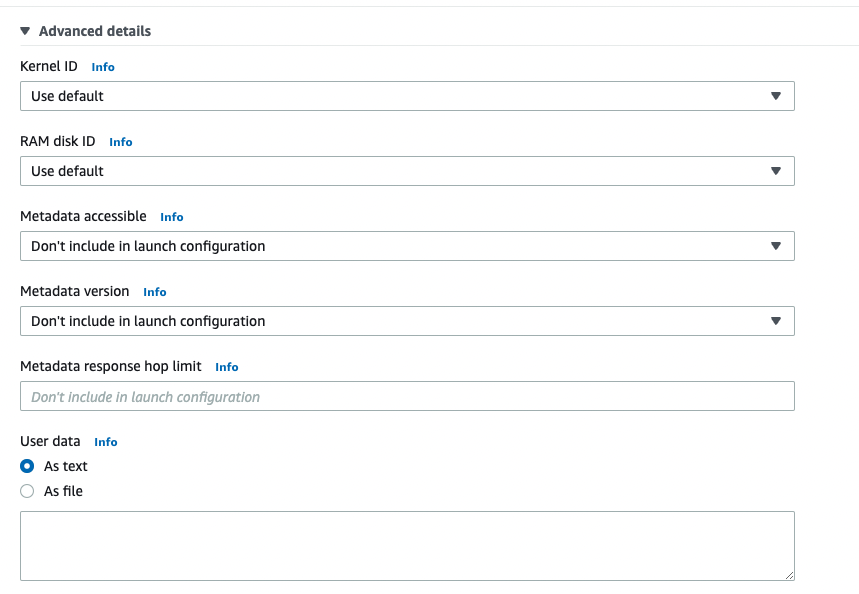 Advanced details
Kernel ID Info
Use default
RAM disk ID Info
Use default
Metadata accessible Info
Don't include in launch configuration
Metadata version Info
Don't include in launch configuration
Metadata response hop limit Info
Don't include in launch configuration
User data Info
As text
As file